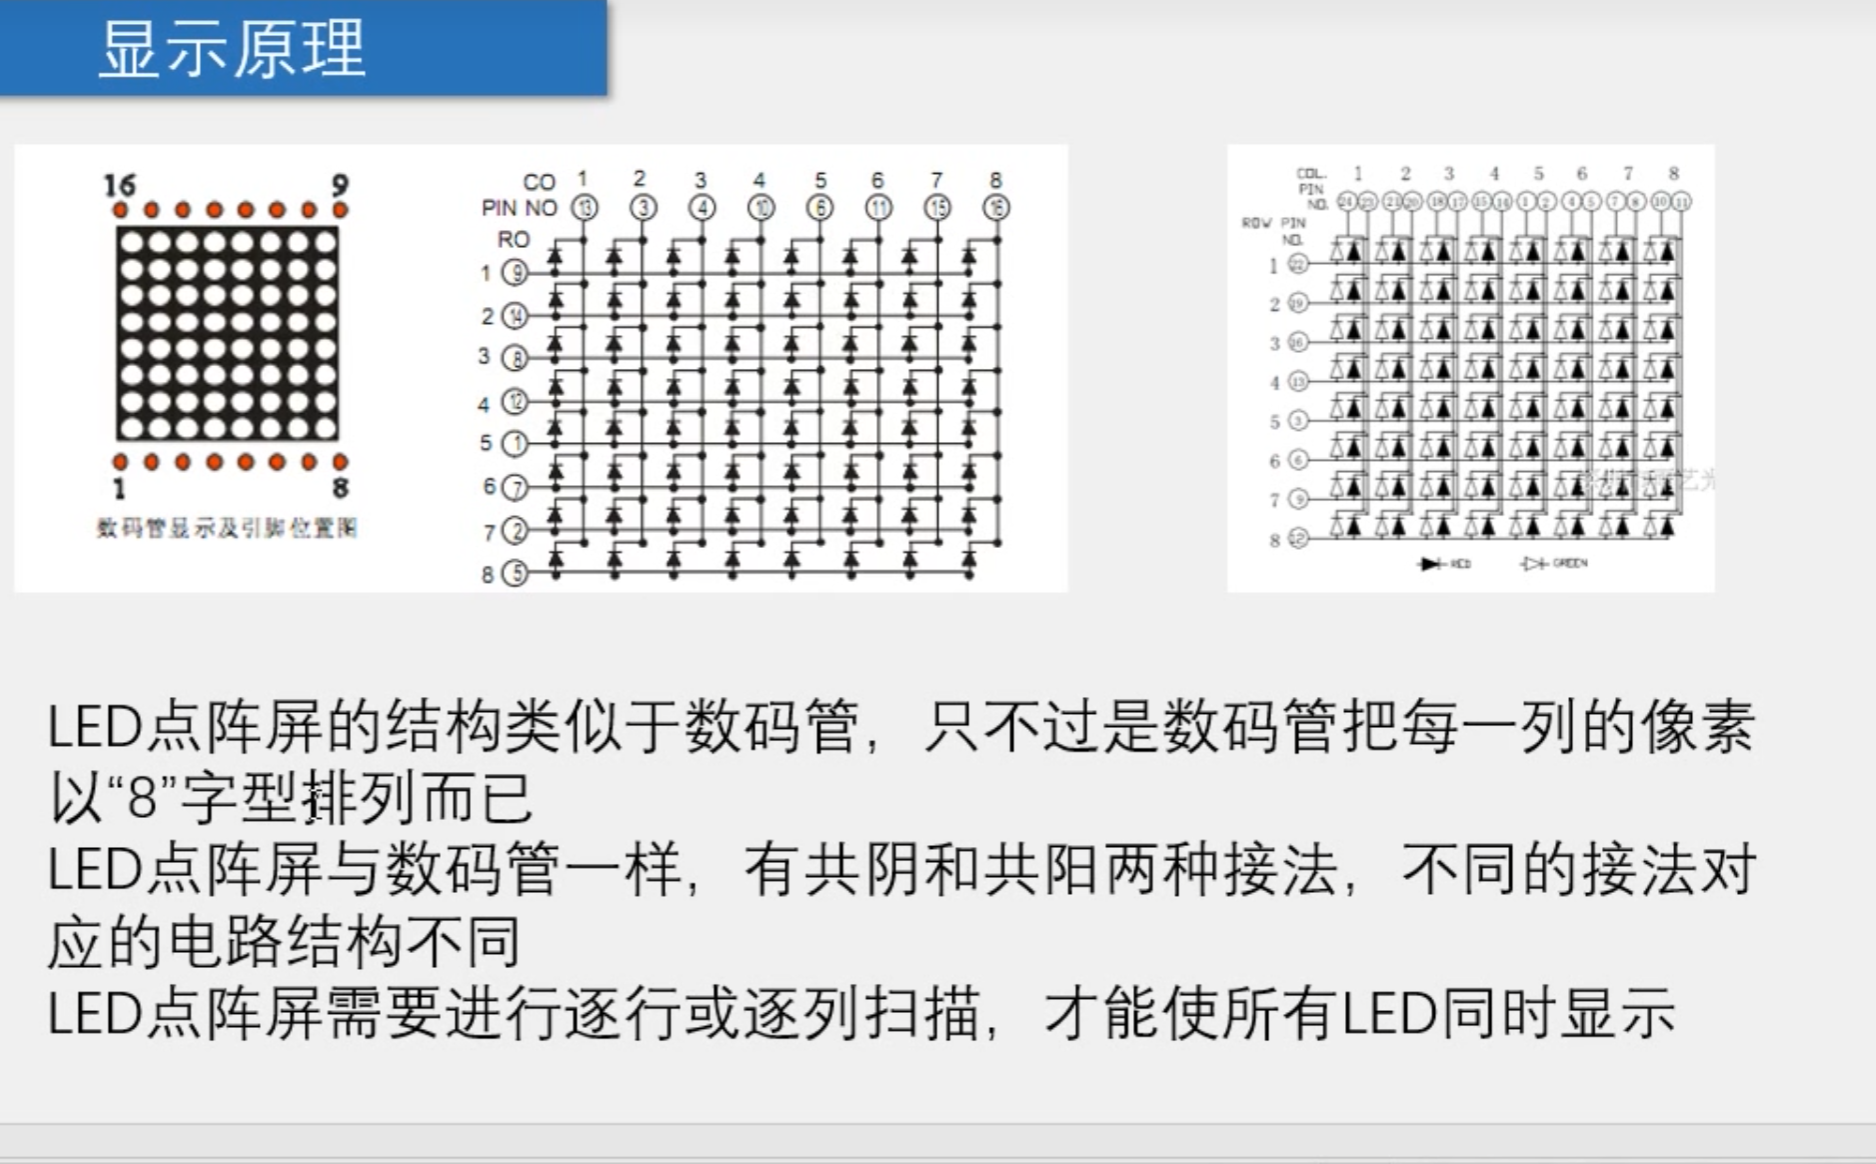 显示原理
16 9
1 8
数码管显示及引脚位置图
CO 1 2 3 4 5 6 7 8
PIN NO 13 3 4 10 6 11 15 16
RO
1 9
2 14
3 8
4 12
5 1
6 7
7 2
8 5
COL. 1 2 3 4 5 6 7 8
PIN
NO. 24 23 21 20 18 17 15 14 1 2 4 5 7 8 10 11
ROW PIN
NO.
1 22
2 19
3 16
4 13
5 3
6 6
7 9
8 12
RED GREEN
LED点阵屏的结构类似于数码管，只不过是数码管把每一列的像素
以“8”字型排列而已
LED点阵屏与数码管一样，有共阴和共阳两种接法，不同的接法对
应的电路结构不同
LED点阵屏需要进行逐行或逐列扫描，才能使所有LED同时显示